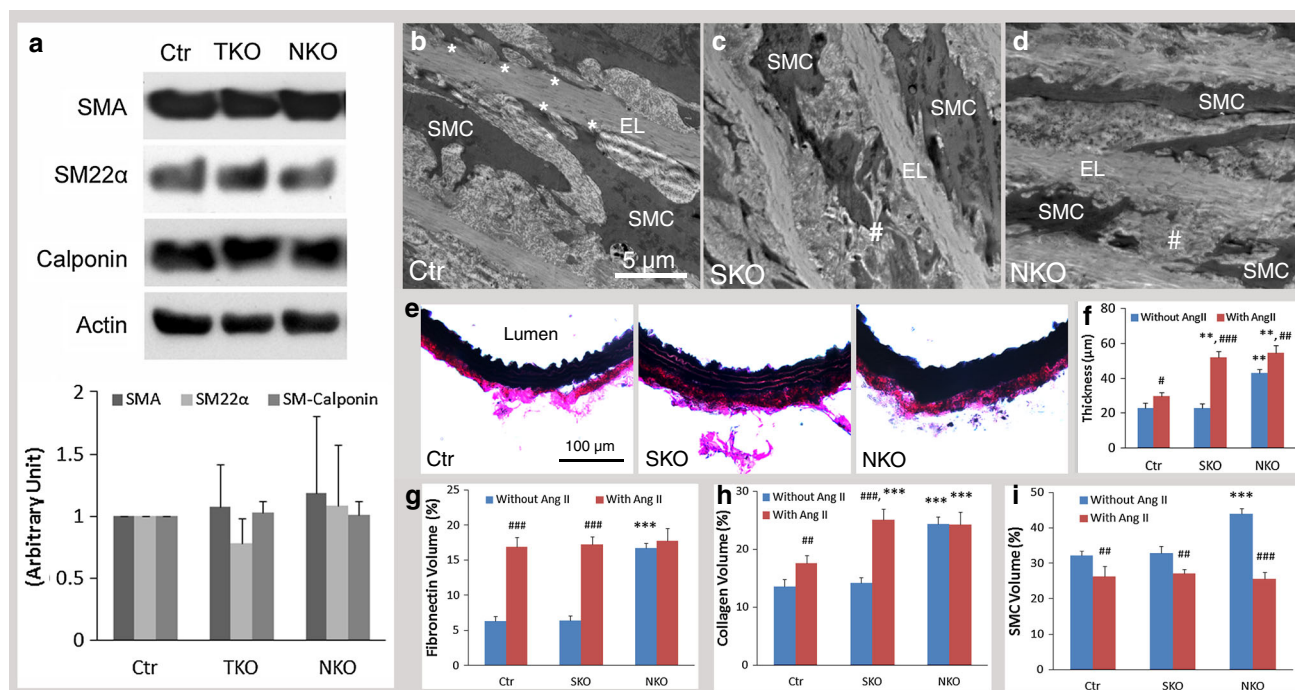 a
Ctr TKO NKO
SMA
SM22α
Calponin
Actin
SMA SM22α SM-Calponin
(Arbitrary Unit)
2
1.5
1
0.5
0
Ctr TKO NKO
b
*
*
*
*
*
EL
SMC
SMC
Ctr
5 µm
c
SMC
SMC
EL
#
SKO
d
SMC
EL
SMC
#
SMC
NKO
e
Lumen
Ctr
100 µm
SKO
NKO
f
Without AngII With AngII
Thickness (µm)
80
60
40
20
0
#
**,###
**
**,##
Ctr SKO NKO
g
Without Ang II With Ang II
Fibronectin Volume (%)
25
20
15
10
5
0
###
###
***
Ctr SKO NKO
h
Without Ang II
With Ang II
Collagen Volume (%)
30
20
10
0
##
###,***
***
***
Ctr SKO NKO
i
Without Ang II
With Ang II
SMC Volume (%)
50
40
30
20
10
0
##
##
***
###
Ctr SKO NKO